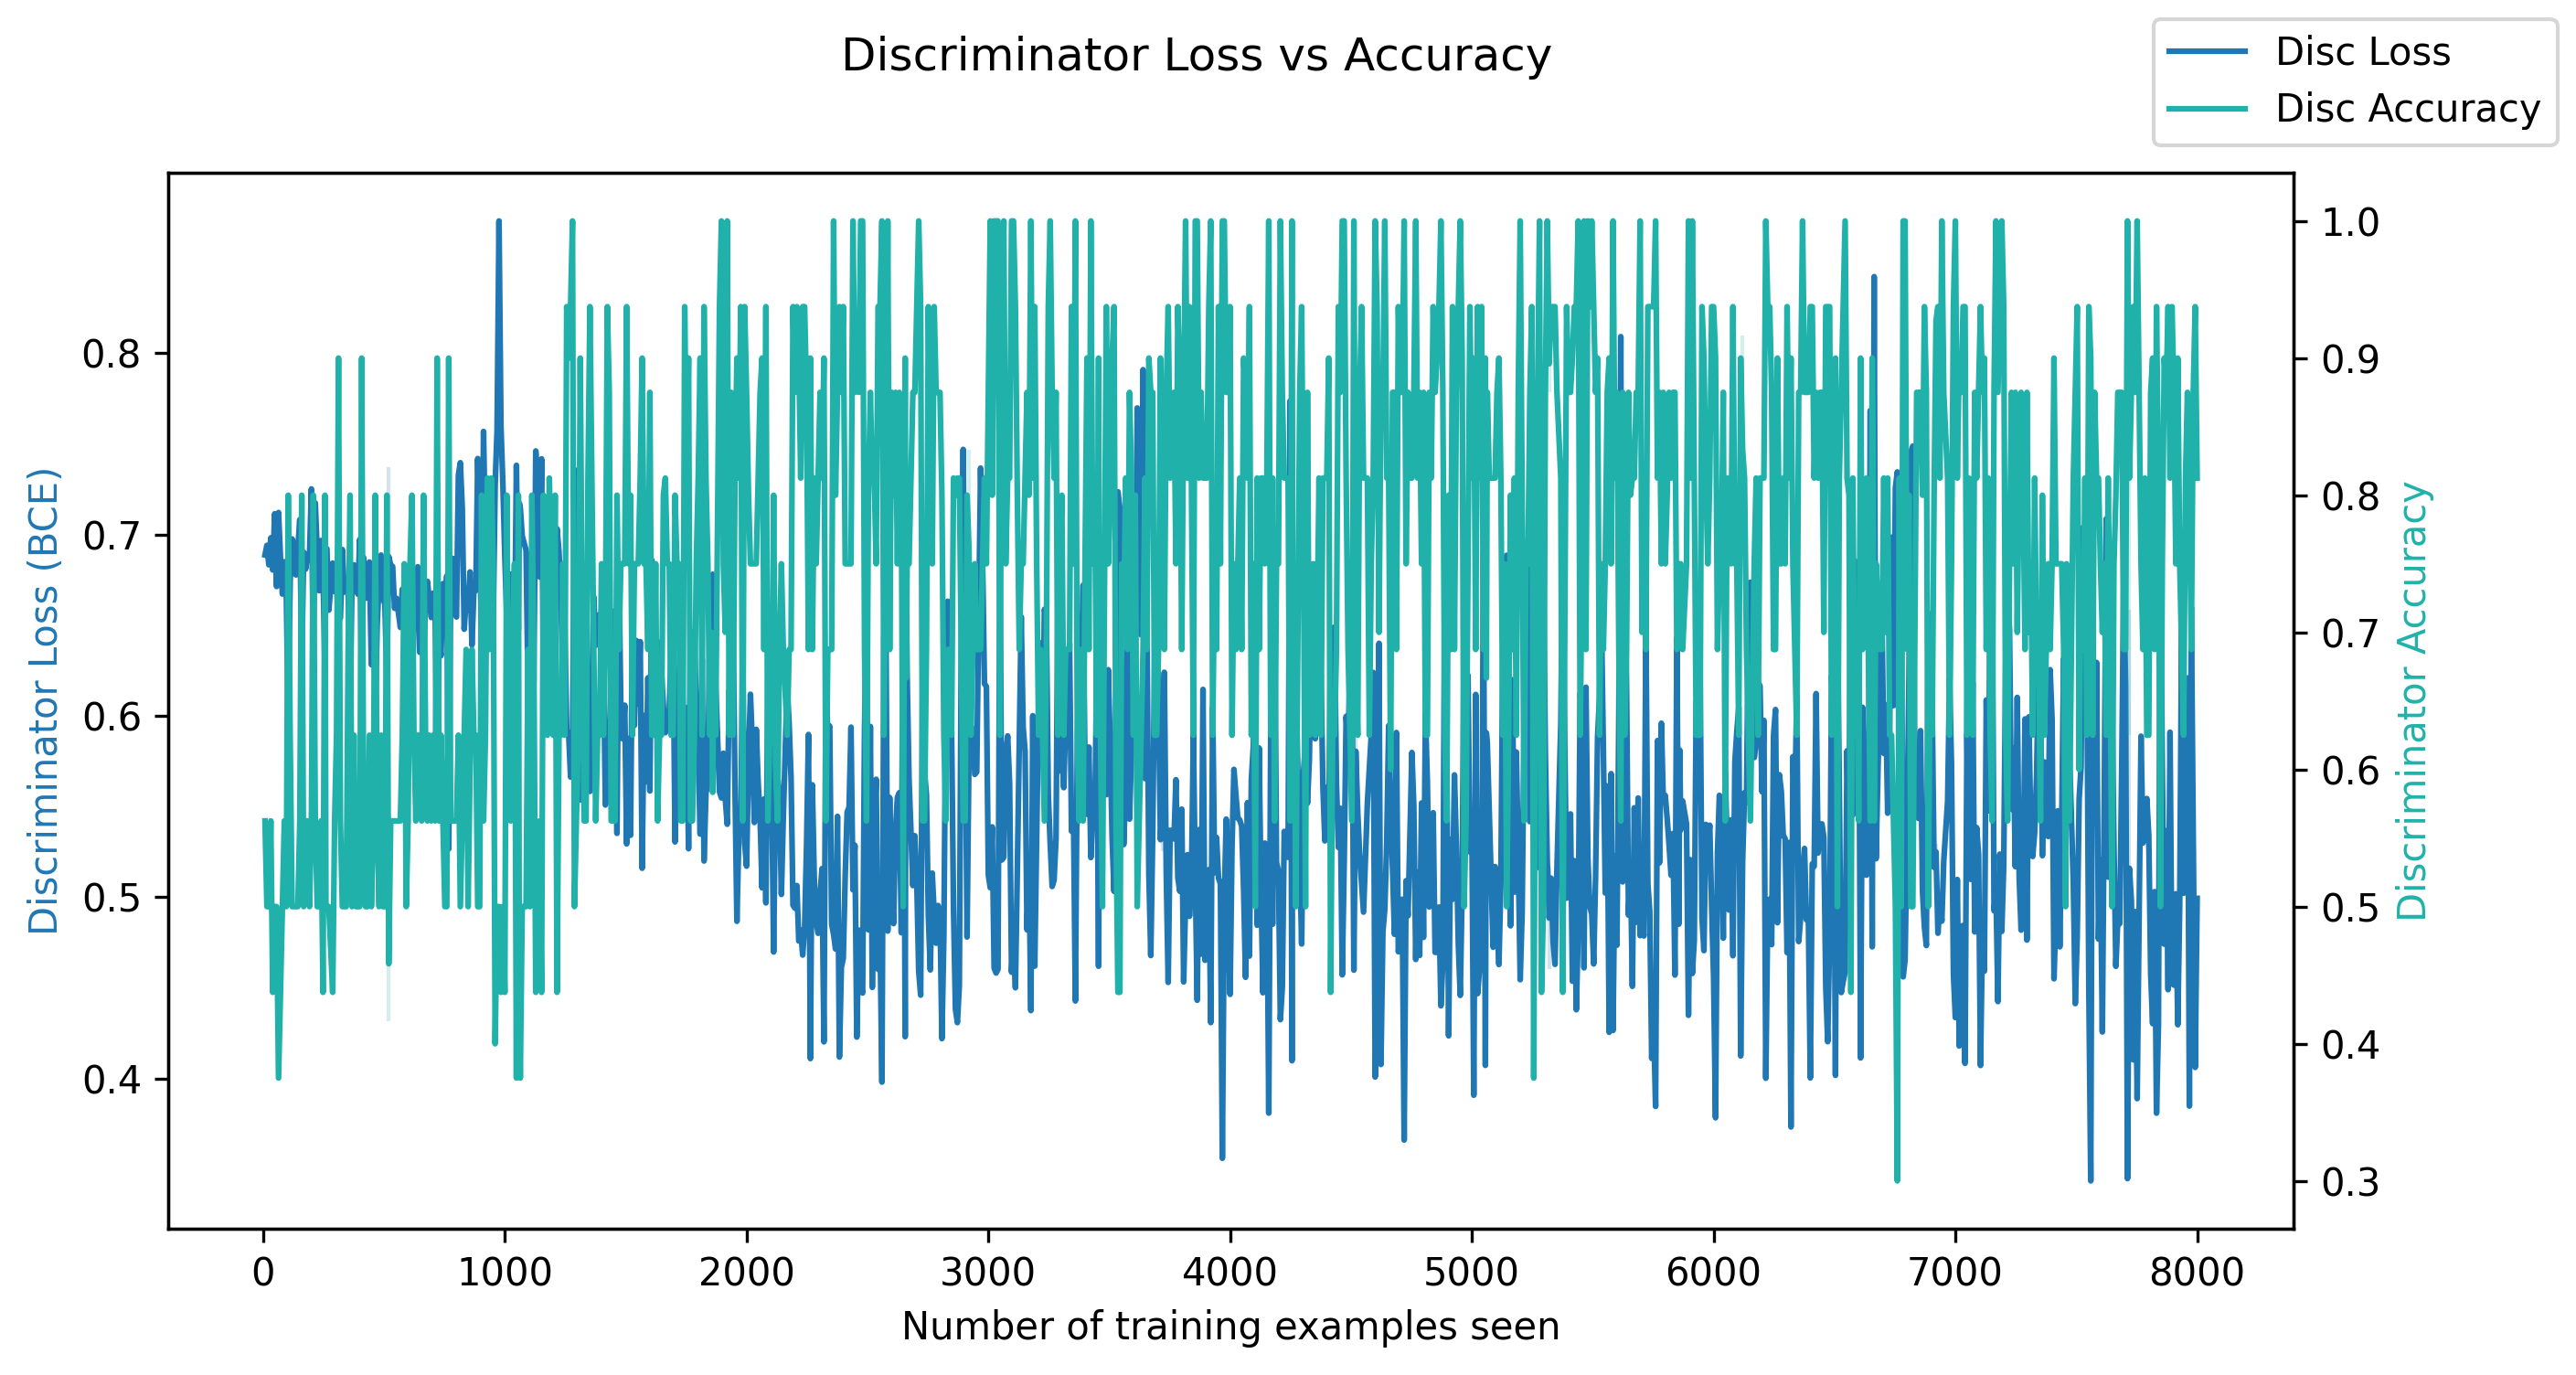 Discriminator Loss vs Accuracy
Disc Loss
Disc Accuracy
Discriminator Loss (BCE)
0.8
0.7
0.6
0.5
0.4
1.0
0.9
0.8
0.7
0.6
0.5
0.4
0.3
Discriminator Accuracy
0 1000 2000 3000 4000 5000 6000 7000 8000
Number of training examples seen